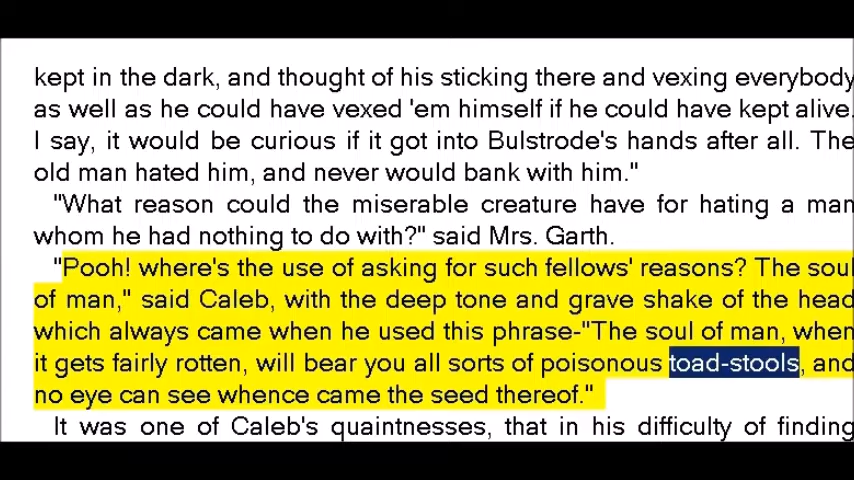 kept in the dark, and thought of his sticking there and vexing everybody
as well as he could have vexed 'em himself if he could have kept alive.
I say, it would be curious if it got into Bulstrode's hands after all. The
old man hated him, and never would bank with him."
"What reason could the miserable creature have for hating a man
whom he had nothing to do with?" said Mrs. Garth.
"Pooh! where's the use of asking for such fellows' reasons? The soul
of man," said Caleb, with the deep tone and grave shake of the head
which always came when he used this phrase-"The soul of man, when
it gets fairly rotten, will bear you all sorts of poisonous toad-stools, and
no eye can see whence came the seed thereof."
It was one of Caleb's quaintnesses, that in his difficulty of finding